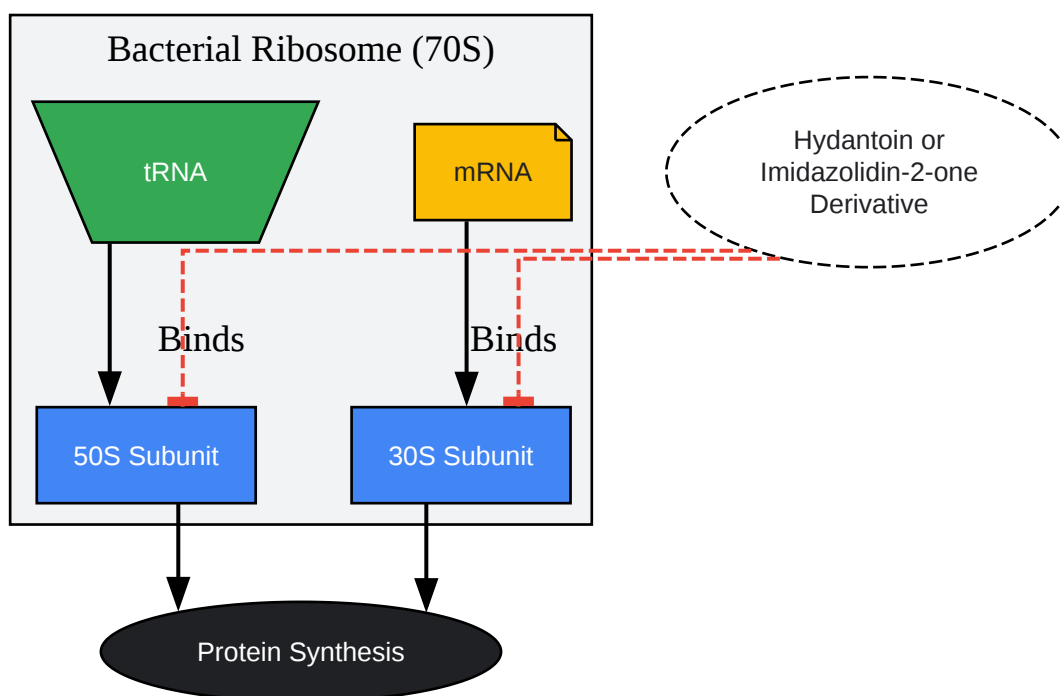 Bacterial Ribosome (70S)
tRNA
mRNA
Hydantoin or
Imidazolidin-2-one
Derivative
Binds
Binds
50S Subunit
30S Subunit
Protein Synthesis